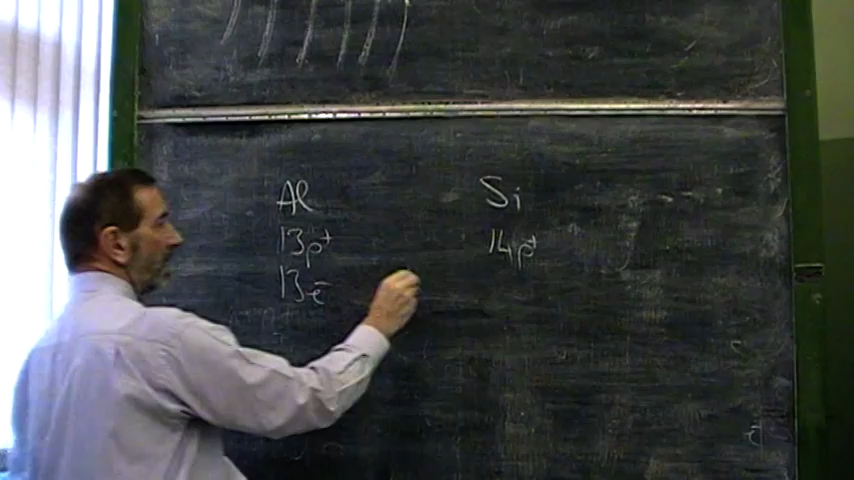 Al Si
13p⁺ 14p⁺
13e⁻
e⁻